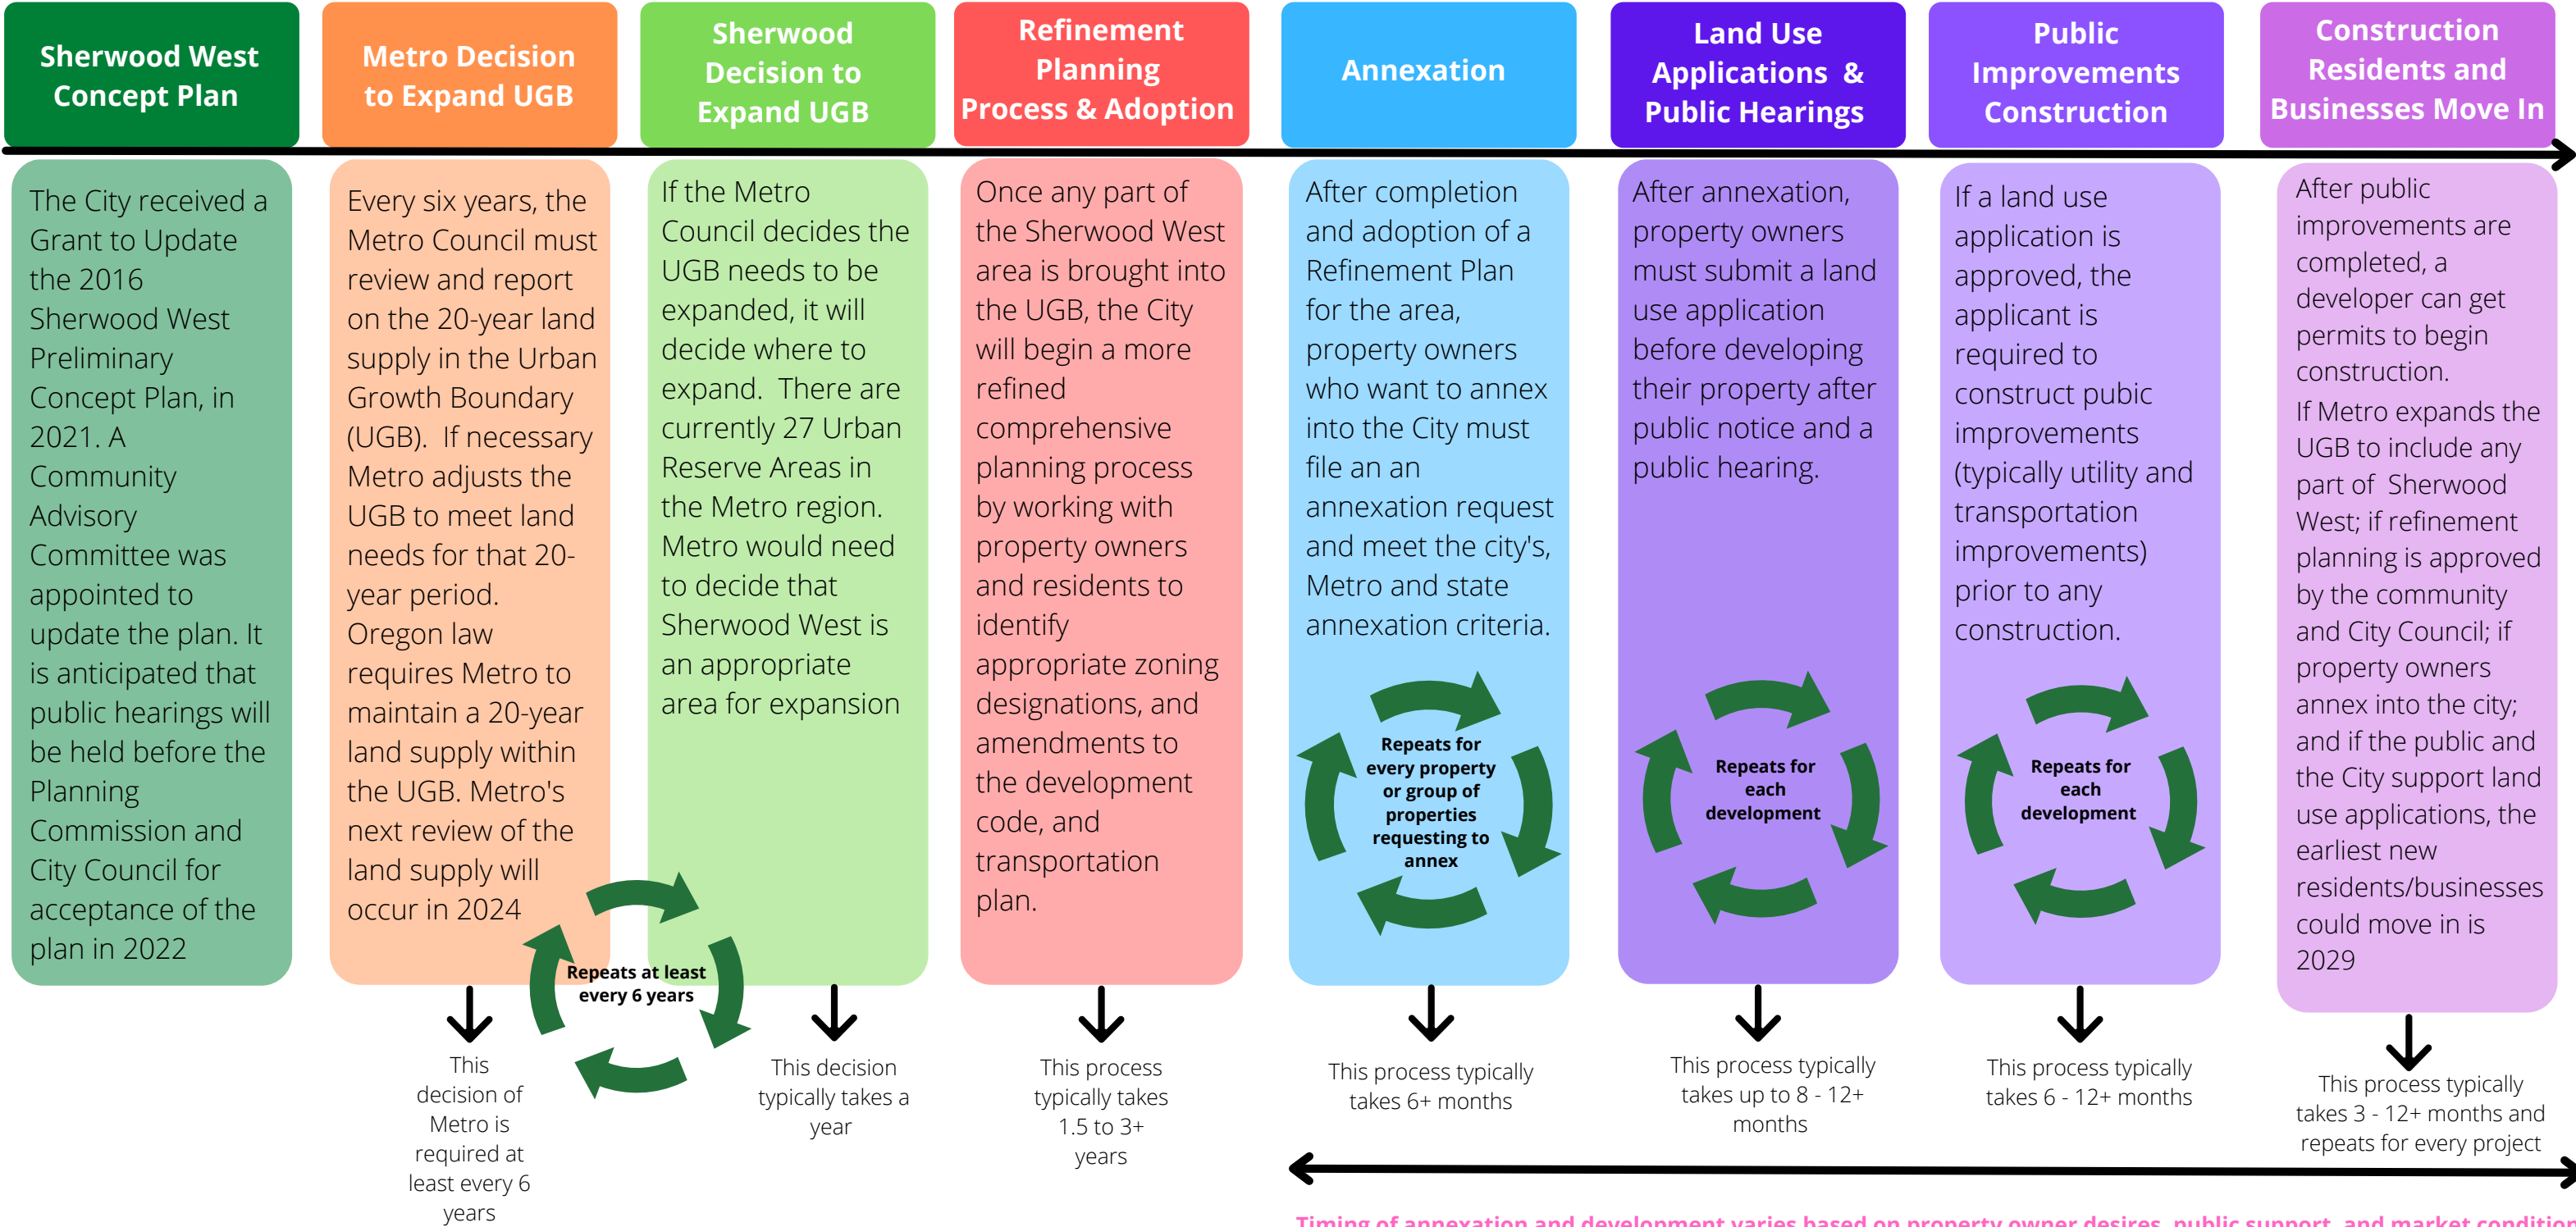 Sherwood West
Concept Plan
Metro Decision
to Expand UGB
Sherwood
Decision to
Expand UGB
Refinement
Planning
Process & Adoption
Annexation
Land Use
Applications & 
Public Hearings
Public
Improvements
Construction
Construction
Residents and
Businesses Move In
The City received a
Grant to Update
the 2016
Sherwood West
Preliminary
Concept Plan, in
2021. A
Community
Advisory
Committee was
appointed to
update the plan. It
is anticipated that
public hearings will
be held before the
Planning
Commission and
City Council for
acceptance of the
plan in 2022
Every six years, the
Metro Council must
review and report
on the 20-year land
supply in the Urban
Growth Boundary
(UGB). If necessary
Metro adjusts the
UGB to meet land
needs for that 20-
year period.
Oregon law
requires Metro to
maintain a 20-year
land supply within
the UGB. Metro's
next review of the
land supply will
occur in 2024
If the Metro
Council decides the
UGB needs to be
expanded, it will
decide where to
expand. There are
currently 27 Urban
Reserve Areas in
the Metro region.
Metro would need
to decide that
Sherwood West is
an appropriate
area for expansion
Repeats at least
every 6 years
Once any part of
the Sherwood West
area is brought into
the UGB, the City
will begin a more
refined
comprehensive
planning process
by working with
property owners
and residents to
identify
appropriate zoning
designations, and
amendments to
the development
code, and
transportation
plan.
After completion
and adoption of a
Refinement Plan
for the area,
property owners
who want to annex
into the City must
file an an
annexation request
and meet the city's,
Metro and state
annexation criteria.
Repeats for
every property
or group of
properties
requesting to
annex
After annexation,
property owners
must submit a land
use application
before developing
their property after
public notice and a
public hearing.
Repeats for
each
development
If a land use
application is
approved, the
applicant is
required to
construct pubic
improvements
(typically utility and
transportation
improvements)
prior to any
construction.
Repeats for
each
development
After public
improvements are
completed, a
developer can get
permits to begin
construction.
If Metro expands the
UGB to include any
part of Sherwood
West; if refinement
planning is approved
by the community
and City Council; if
property owners
annex into the city;
and if the public and
the City support land
use applications, the
earliest new
residents/businesses
could move in is
2029
This
decision of
Metro is
required at
least every 6
years
This decision
typically takes a
year
This process
typically takes
1.5 to 3+
years
This process typically
takes 6+ months
This process typically
takes up to 8 - 12+
months
This process typically
takes 6 - 12+ months
This process typically
takes 3 - 12+ months and
repeats for every project
Timing of annexation and development varies based on property owner desires, public support, and market condition